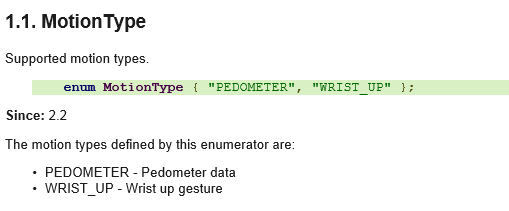 1.1. MotionType
Supported motion types.
enum MotionType { "PEDOMETER", "WRIST_UP" };
Since: 2.2
The motion types defined by this enumerator are:
• PEDOMETER - Pedometer data
• WRIST_UP - Wrist up gesture